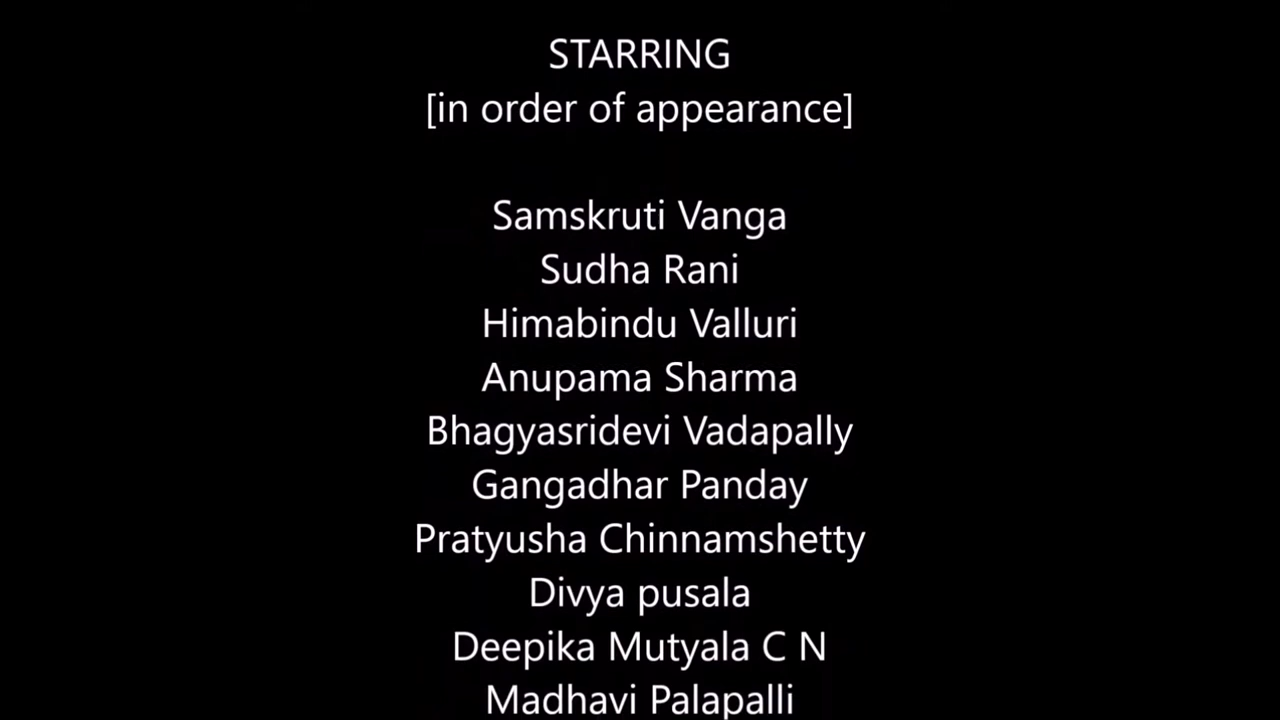 STARRING
[in order of appearance]
Samskruti Vanga
Sudha Rani
Himabindu Valluri
Anupama Sharma
Bhagyasridevi Vadapally
Gangadhar Panday
Pratyusha Chinnamshetty
Divya pusala
Deepika Mutyala C N
Madhavi Palapalli